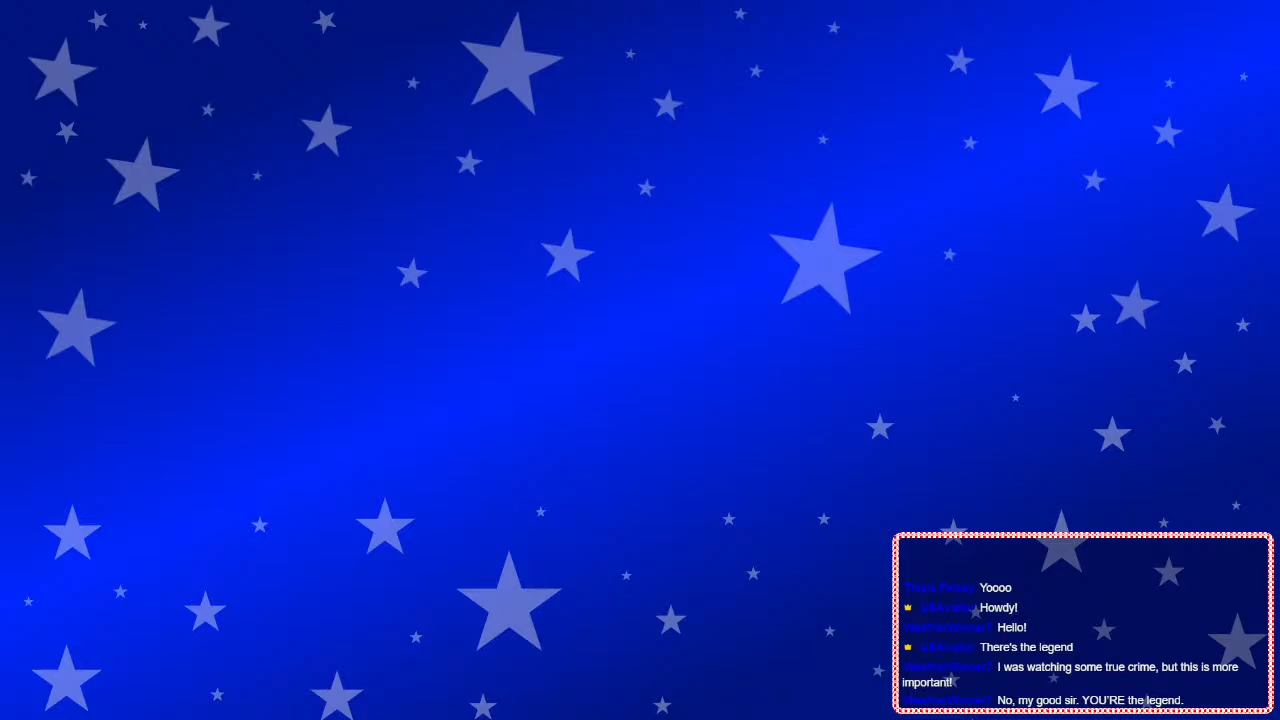 Yoooo
Howdy!
Hello!
There's the legend
I was watching some true crime, but this is more
important!
No, my good sir. YOU'RE the legend.